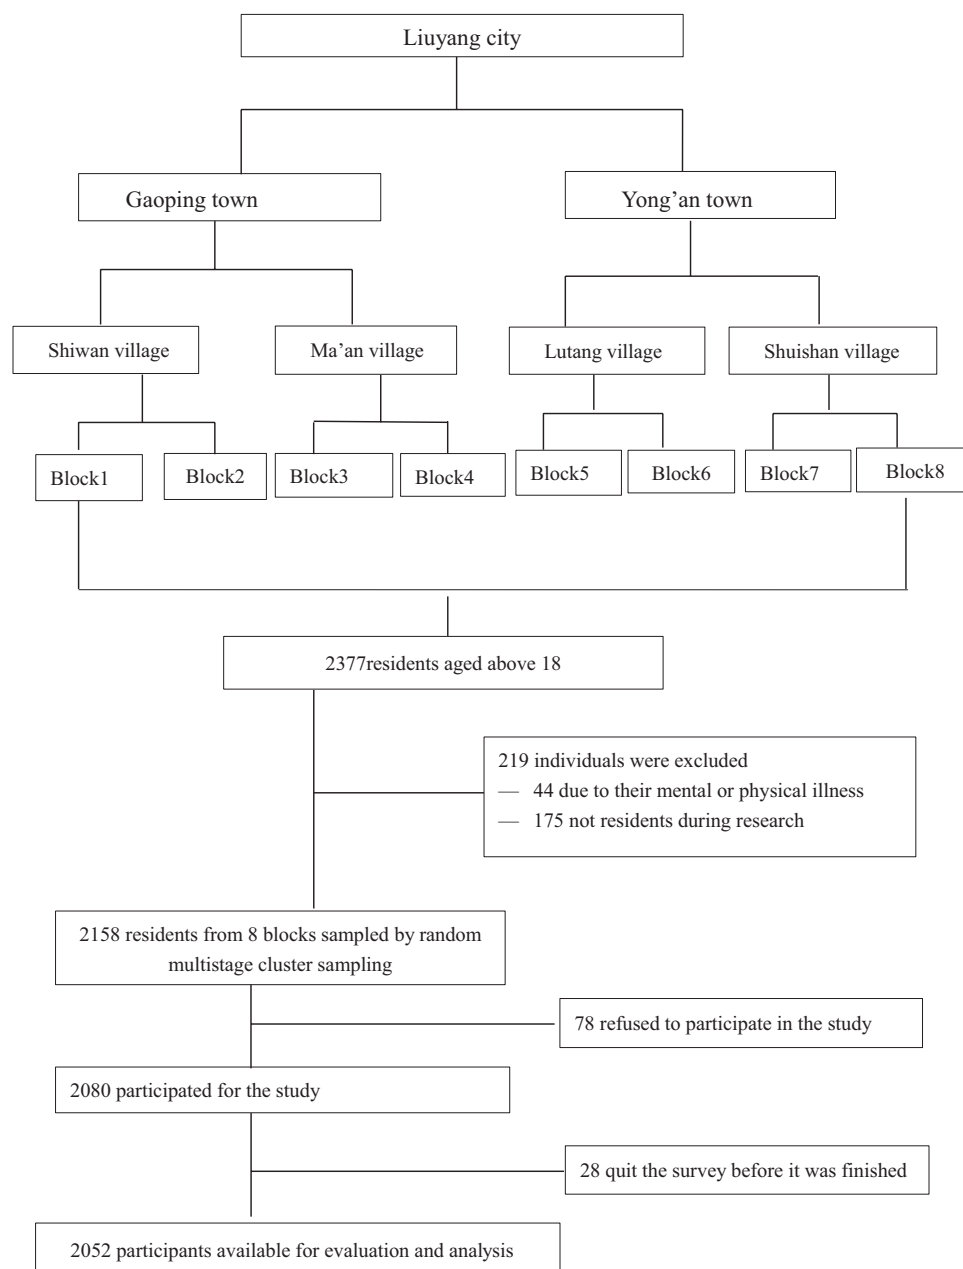 Liuyang city
Gaoping town
Yong’an town
Shiwan village
Ma’an village
Lutang village
Shuishan village
Block1
Block2
Block3
Block4
Block5
Block6
Block7
Block8
2377residents aged above 18
219 individuals were excluded
— 44 due to their mental or physical illness
— 175 not residents during research
2158 residents from 8 blocks sampled by random
multistage cluster sampling
78 refused to participate in the study
2080 participated for the study
28 quit the survey before it was finished
2052 participants available for evaluation and analysis